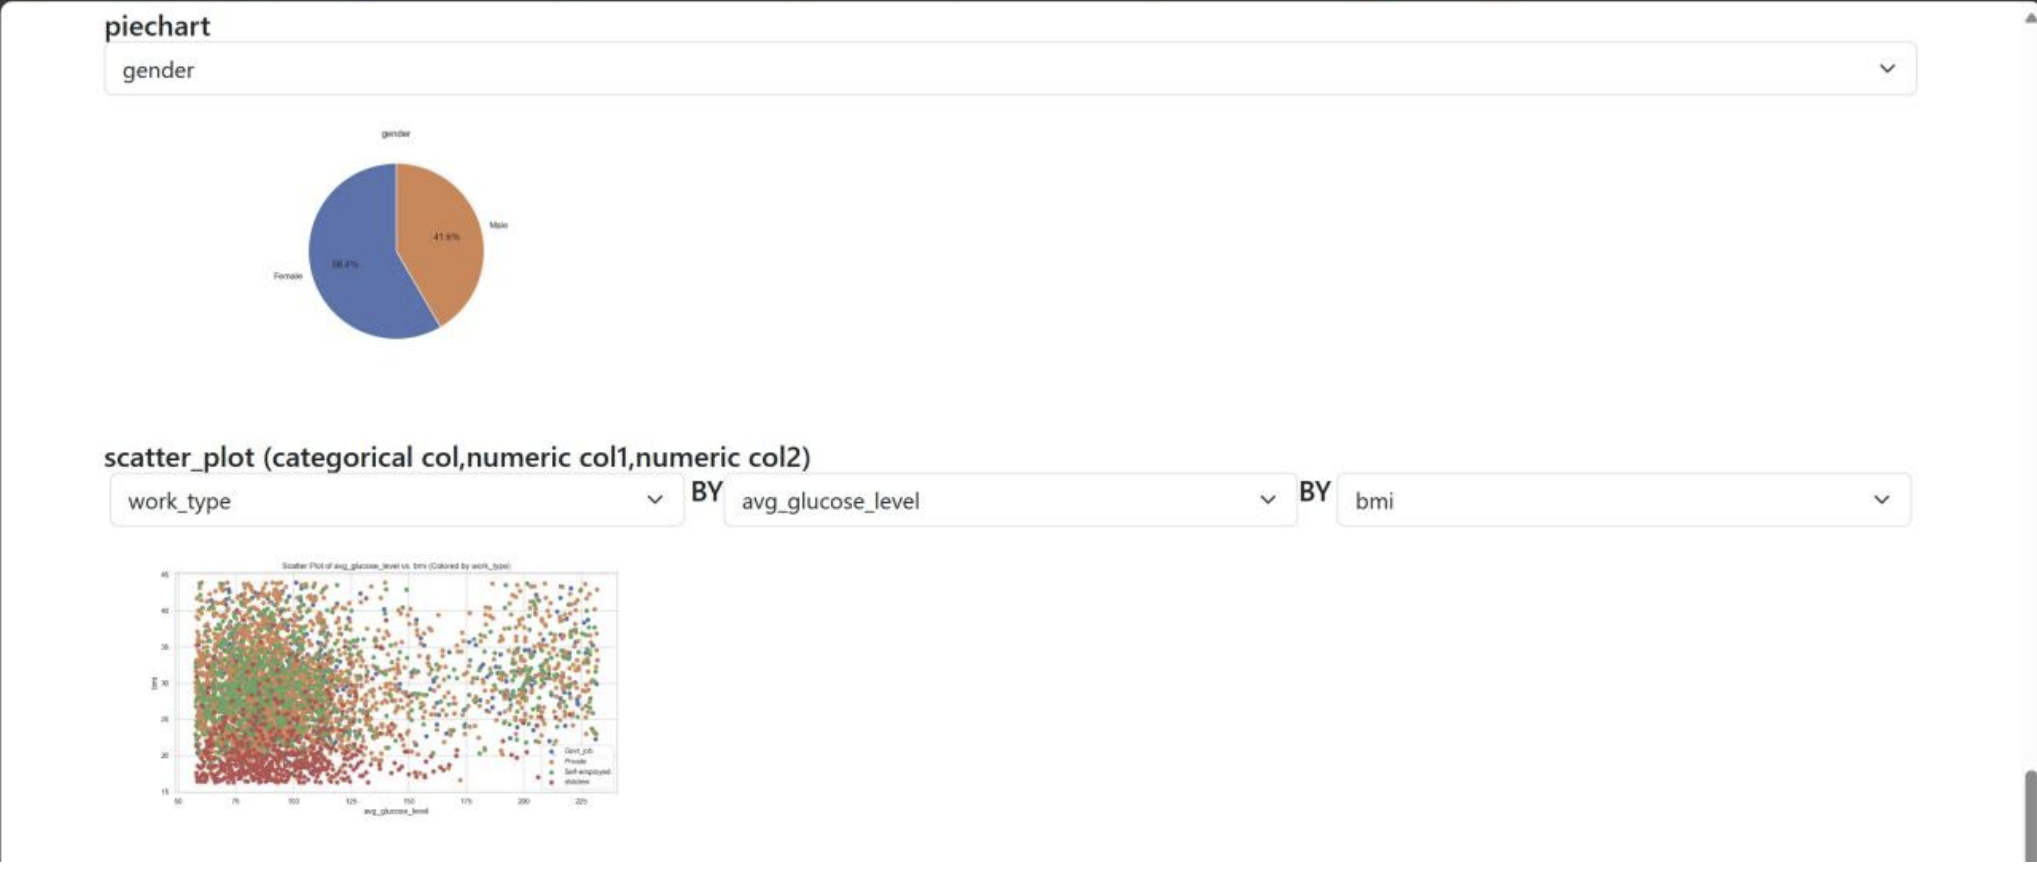 piechart
gender
gender
Male
41.6%
58.4%
Female
scatter_plot (categorical col,numeric col1,numeric col2)
work_type BY avg_glucose_level BY bmi
Scatter Plot of avg_glucose_level vs. bmi (Colored by work_type)
45
40
35
30
25
20
15
bmi
Govt_job
Private
Self-employed
children
50 75 100 125 150 175 200 225
avg_glucose_level